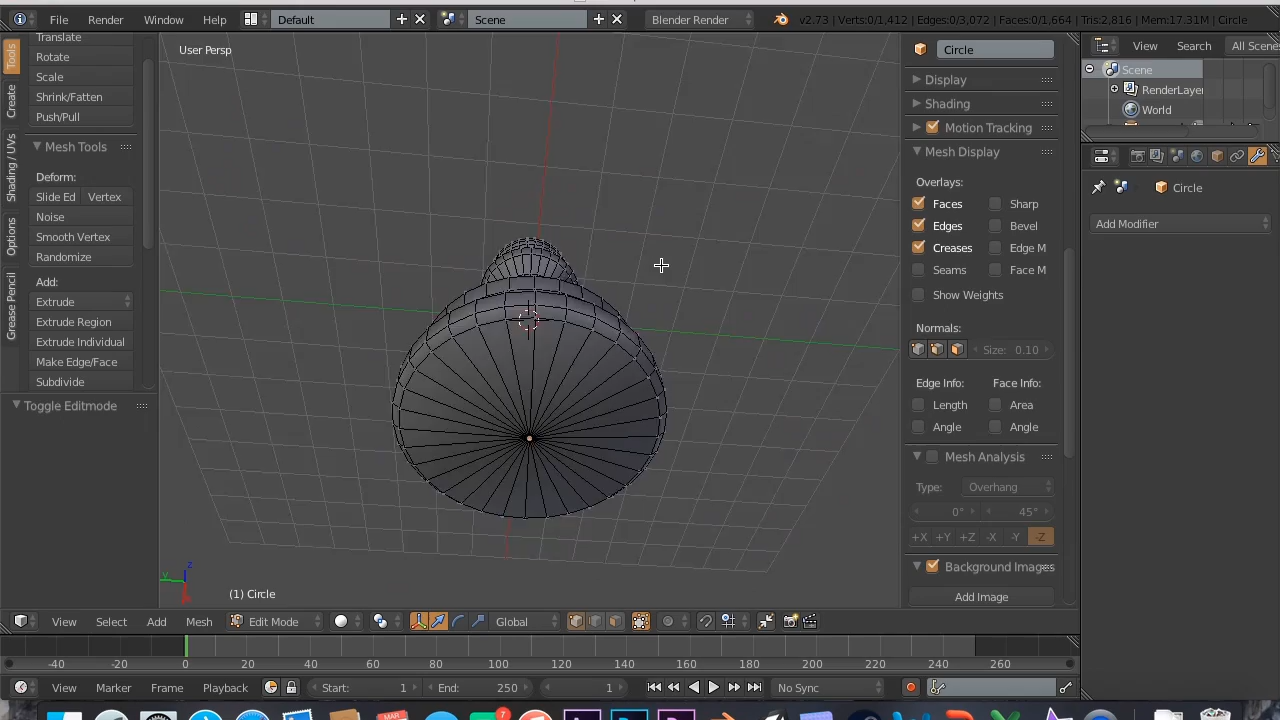 File Render Window Help Default Scene Blender Render v2.73 | Verts:0/1,412 | Edges:0/3,072 | Faces:0/1,664 | Tris:2,816 | Mem:17.31M | Circle
Tools
Create
Shading / UVs
Options
Grease Pencil
Translate
Rotate
Scale
Shrink/Fatten
Push/Pull
Mesh Tools
Deform:
Slide Ed Vertex
Noise
Smooth Vertex
Randomize
Add:
Extrude
Extrude Region
Extrude Individual
Make Edge/Face
Subdivide
Toggle Editmode
User Persp
(1) Circle
Circle
Display
Shading
Motion Tracking
Mesh Display
Overlays:
Faces Sharp
Edges Bevel
Creases Edge M
Seams Face M
Show Weights
Normals:
Size: 0.10
Edge Info: Face Info:
Length Area
Angle Angle
Mesh Analysis
Type: Overhang
0° 45°
+X +Y +Z -X -Y -Z
Background Images
Add Image
View Search All Scene
Scene
RenderLayer
World
Circle
Add Modifier
View Select Add Mesh Edit Mode Global
-40 -20 0 20 40 60 80 100 120 140 160 180 200 220 240 260
View Marker Frame Playback Start: 1 End: 250 1 No Sync
MAR 7